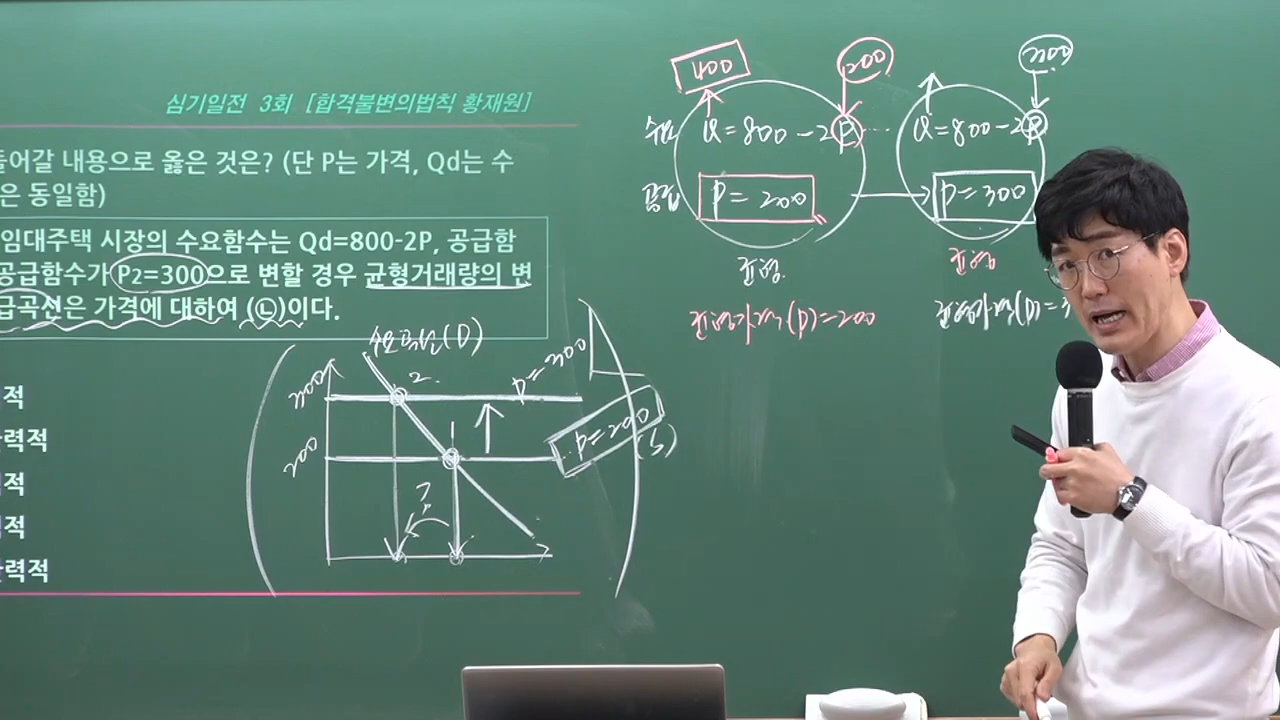 심기일전 3회 [합격불변의법칙 황재원]
들어갈 내용으로 옳은 것은? (단 P는 가격, Qd는 수
은 동일함)
임대주택 시장의 수요함수는 Qd=800-2P, 공급함
공급함수가 P₂=300으로 변할 경우 균형거래량의 변
급곡선은 가격에 대하여 (㉡)이다.
적
탄력적
적
적
탄력적
400
200
300
수요 Q=800-2P
Q=800-2P
공급 P=200
P=300
균형
균형
균형가격(P)=200
균형가격(P)=3
수요곡선(D)
2
P=300
300
1
P=200
(S)
200
?